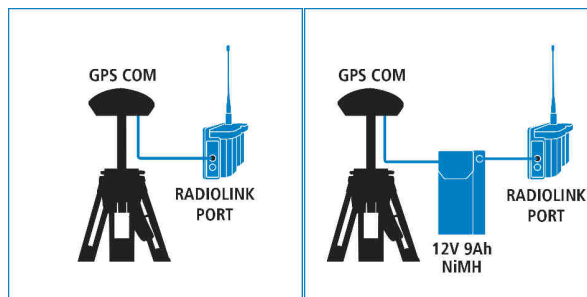 GPS COM
RADIOLINK
PORT
GPS COM
RADIOLINK
PORT
12V 9Ah
NiMH